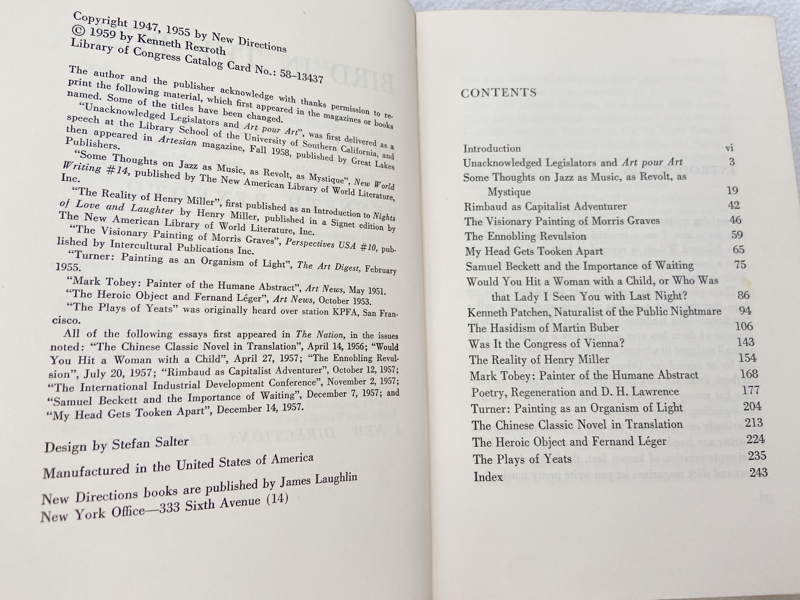 Copyright 1947, 1955 by New Directions
© 1959 by Kenneth Rexroth
Library of Congress Catalog Card No.: 58-13437
The author and the publisher acknowledge with thanks permission to re-
print the following material, which first appeared in the magazines or books
named. Some of the titles have been changed.
"Unacknowledged Legislators and Art pour Art", was first delivered as a
speech at the Library School of the University of Southern California, and
then appeared in Artesian magazine, Fall 1958, published by Great Lakes
Publishers.
"Some Thoughts on Jazz as Music, as Revolt, as Mystique", New World
Writing #14, published by The New American Library of World Literature,
Inc.
"The Reality of Henry Miller", first published as an Introduction to Nights
of Love and Laughter by Henry Miller, published in a Signet edition by
The New American Library of World Literature, Inc.
"The Visionary Painting of Morris Graves", Perspectives USA #10, pub-
lished by Intercultural Publications Inc.
"Turner: Painting as an Organism of Light", The Art Digest, February
1955.
"Mark Tobey: Painter of the Humane Abstract", Art News, May 1951.
"The Heroic Object and Fernand Léger", Art News, October 1953.
"The Plays of Yeats" was originally heard over station KPFA, San Fran-
cisco.
All of the following essays first appeared in The Nation, in the issues
noted: "The Chinese Classic Novel in Translation", April 14, 1956; "Would
You Hit a Woman with a Child", April 27, 1957; "The Ennobling Revul-
sion", July 20, 1957; "Rimbaud as Capitalist Adventurer", October 12, 1957;
"The International Industrial Development Conference", November 2, 1957;
"Samuel Beckett and the Importance of Waiting", December 7, 1957; and
"My Head Gets Tooken Apart", December 14, 1957.
Design by Stefan Salter
Manufactured in the United States of America
New Directions books are published by James Laughlin
New York Office—333 Sixth Avenue (14)
CONTENTS
Introduction vi
Unacknowledged Legislators and Art pour Art 3
Some Thoughts on Jazz as Music, as Revolt, as
Mystique 19
Rimbaud as Capitalist Adventurer 42
The Visionary Painting of Morris Graves 46
The Ennobling Revulsion 59
My Head Gets Tooken Apart 65
Samuel Beckett and the Importance of Waiting 75
Would You Hit a Woman with a Child, or Who Was
that Lady I Seen You with Last Night? 86
Kenneth Patchen, Naturalist of the Public Nightmare 94
The Hasidism of Martin Buber 106
Was It the Congress of Vienna? 143
The Reality of Henry Miller 154
Mark Tobey: Painter of the Humane Abstract 168
Poetry, Regeneration and D. H. Lawrence 177
Turner: Painting as an Organism of Light 204
The Chinese Classic Novel in Translation 213
The Heroic Object and Fernand Léger 224
The Plays of Yeats 235
Index 243